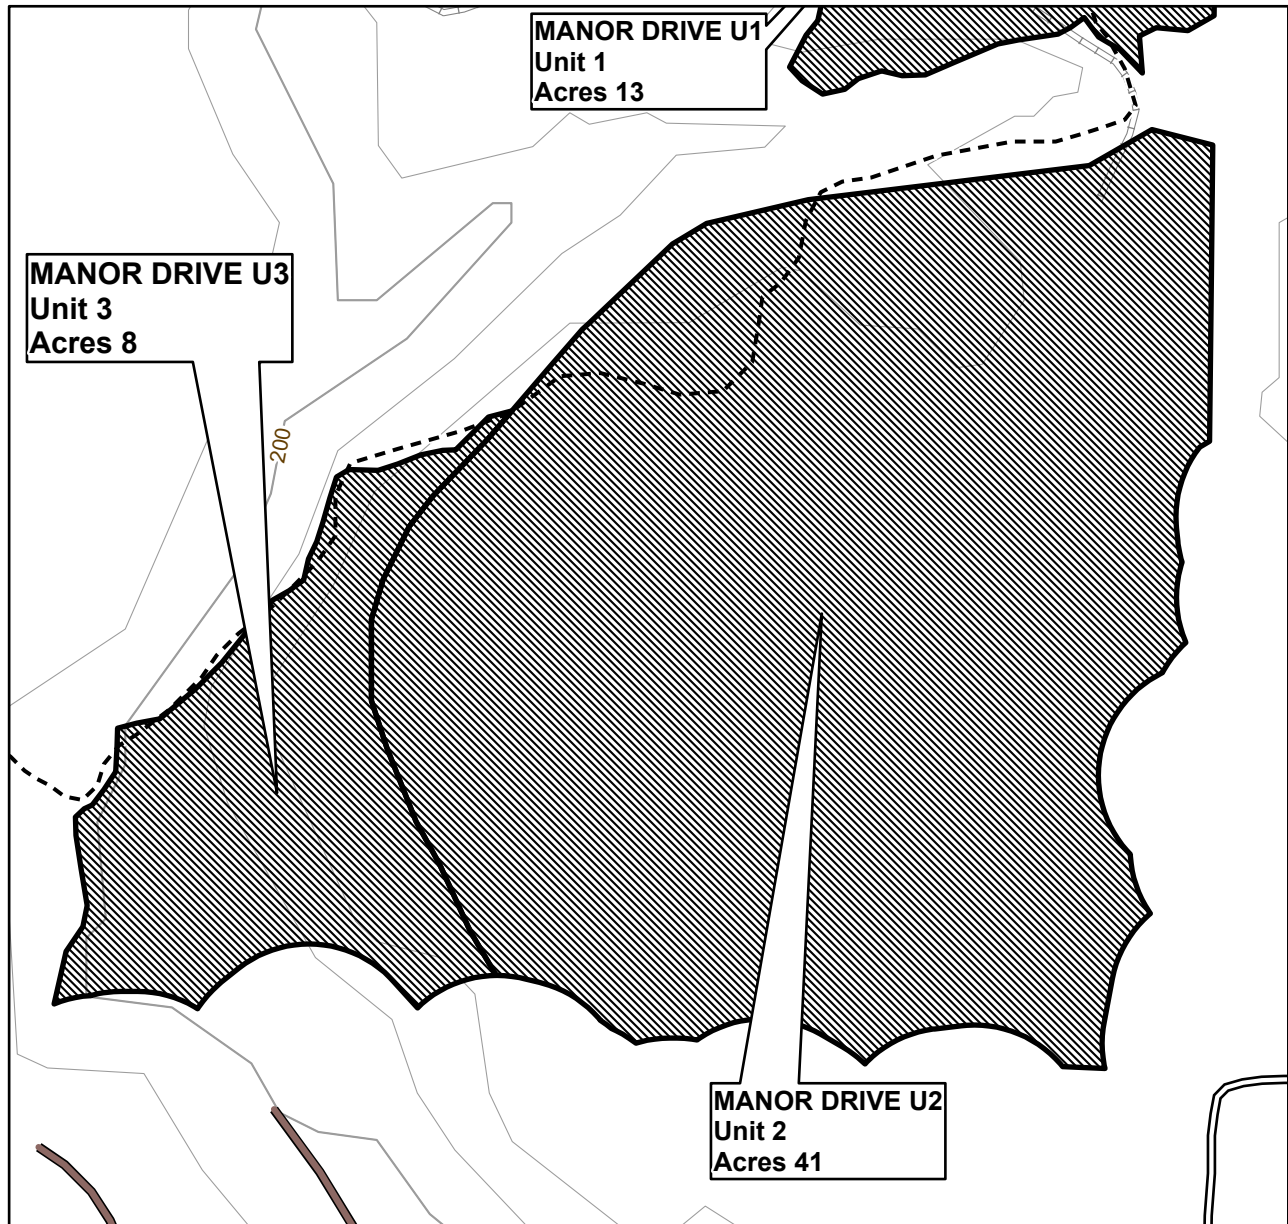 MANOR DRIVE U1
Unit 1
Acres 13
MANOR DRIVE U3
Unit 3
Acres 8
200
MANOR DRIVE U2
Unit 2
Acres 41